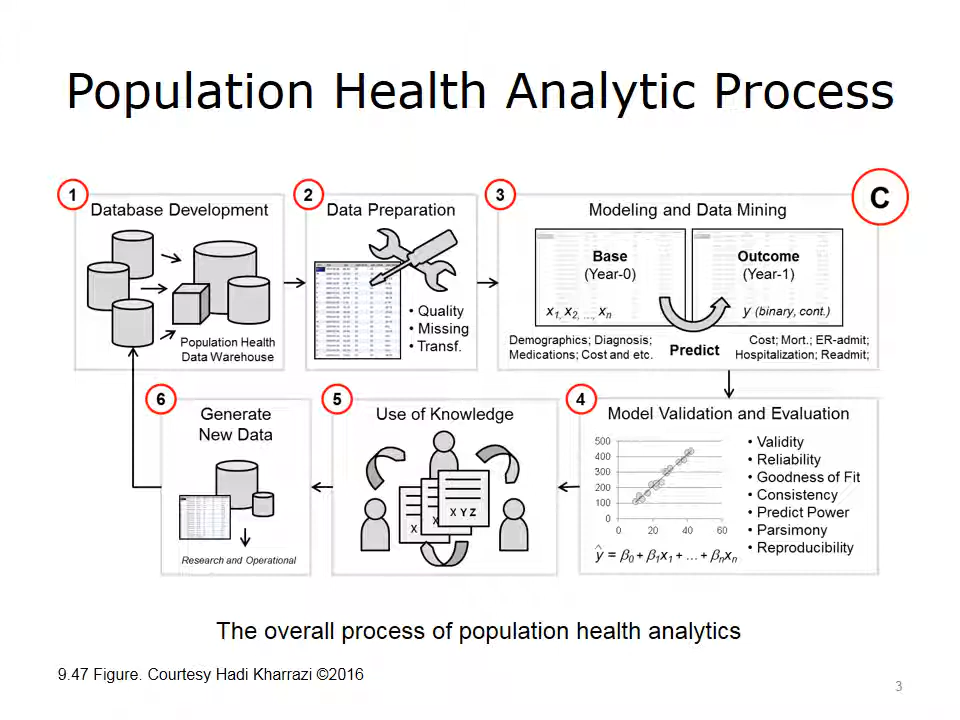 Population Health Analytic Process
C
1
Database Development
Population Health
Data Warehouse
2
Data Preparation
• Quality
• Missing
• Transf.
3
Modeling and Data Mining
Base
(Year-0)
x1, x2, ..., xn
Outcome
(Year-1)
y (binary, cont.)
Demographics; Diagnosis;
Medications; Cost and etc.
Predict
Cost; Mort.; ER-admit;
Hospitalization; Readmit;
4
Model Validation and Evaluation
500
400
300
200
100
0
0 20 40 60
ŷ = β0 + β1x1 + ... + βnxn
• Validity
• Reliability
• Goodness of Fit
• Consistency
• Predict Power
• Parsimony
• Reproducibility
5
Use of Knowledge
X
X Y Z
6
Generate
New Data
Research and Operational
The overall process of population health analytics
9.47 Figure. Courtesy Hadi Kharrazi ©2016
3